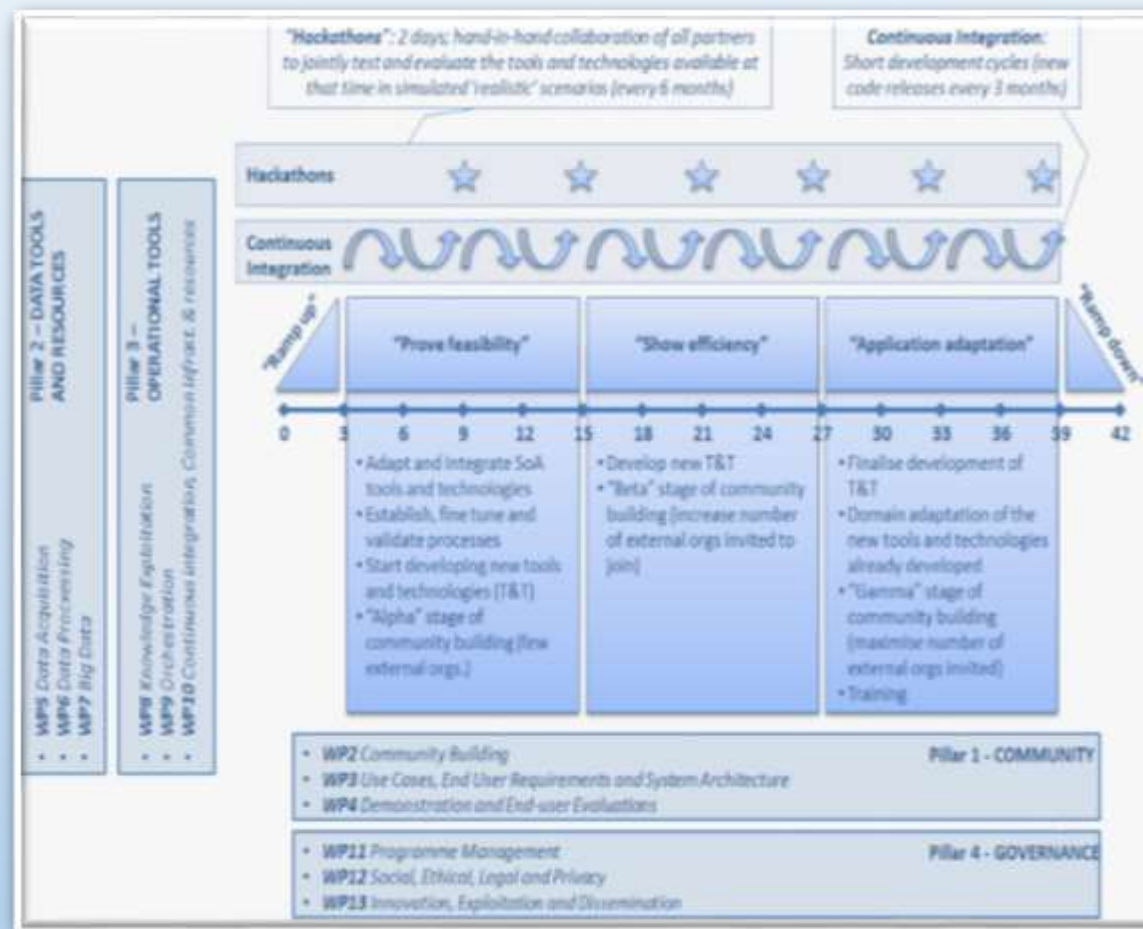 "Hackathons": 2 days; hand-in-hand collaboration of all partners
to jointly test and evaluate the tools and technologies available at
that time in simulated 'realistic' scenarios (every 6 months)
Continuous Integration:
Short development cycles (new
code releases every 3 months)
Hackathons
Continuous
Integration
Pillar 2 – DATA TOOLS
AND RESOURCES
• WP5 Data Acquisition
• WP6 Data Processing
• WP7 Big Data
Pillar 3 –
OPERATIONAL TOOLS
• WP8 Knowledge Exploitation
• WP9 Orchestration
• WP10 Continuous integration, Common Infrast. & resources
"Ramp up"
"Prove feasibility"
"Show efficiency"
"Application adaptation"
"Ramp down"
0 3 6 9 12 15 18 21 24 27 30 33 36 39 42
• Adapt and integrate SoA
tools and technologies
• Establish, fine tune and
validate processes
• Start developing new tools
and technologies (T&T)
• "Alpha" stage of
community building (few
external orgs.)
• Develop new T&T
• "Beta" stage of community
building (increase number
of external orgs invited to
join)
• Finalise development of
T&T
• Domain adaptation of the
new tools and technologies
already developed
• "Gamma" stage of
community building
(maximise number of
external orgs invited)
• Training
• WP2 Community Building
Pillar 1 - COMMUNITY
• WP3 Use Cases, End User Requirements and System Architecture
• WP4 Demonstration and End-user Evaluations
• WP11 Programme Management
Pillar 4 - GOVERNANCE
• WP12 Social, Ethical, Legal and Privacy
• WP13 Innovation, Exploitation and Dissemination